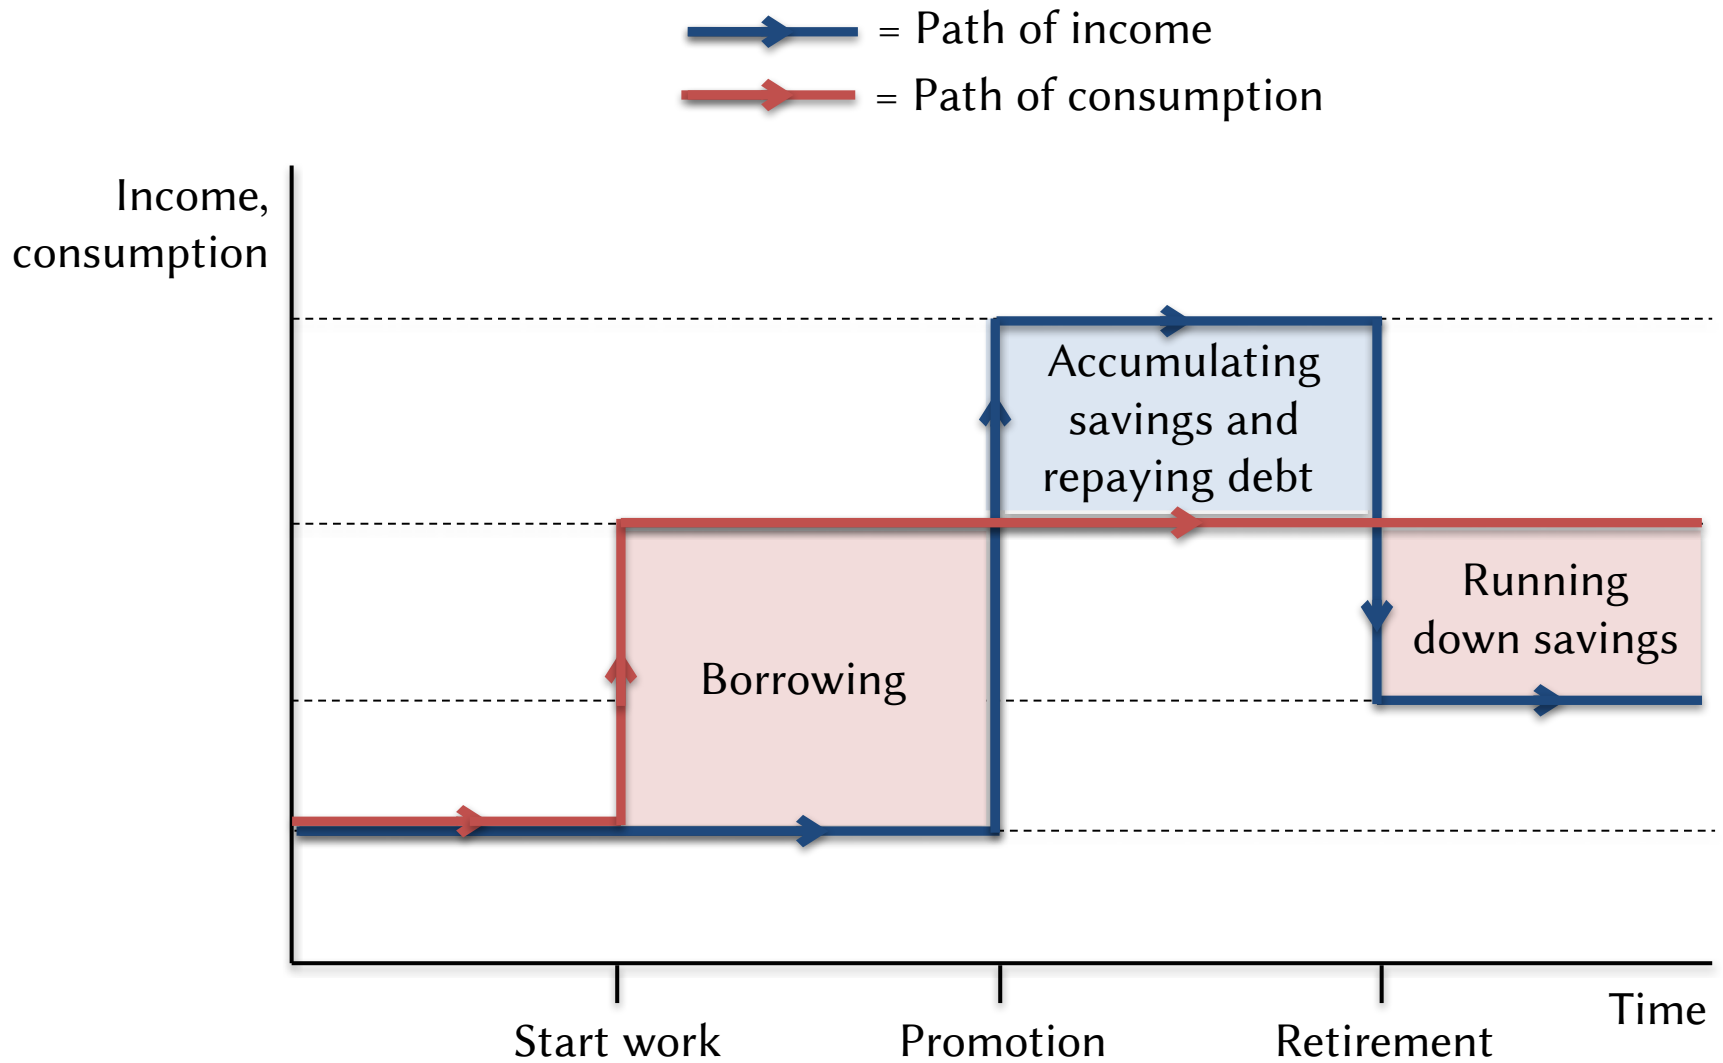 = Path of income
= Path of consumption
Income,
consumption
Accumulating
savings and
repaying debt
Running
down savings
Borrowing
Time
Start work
Promotion
Retirement